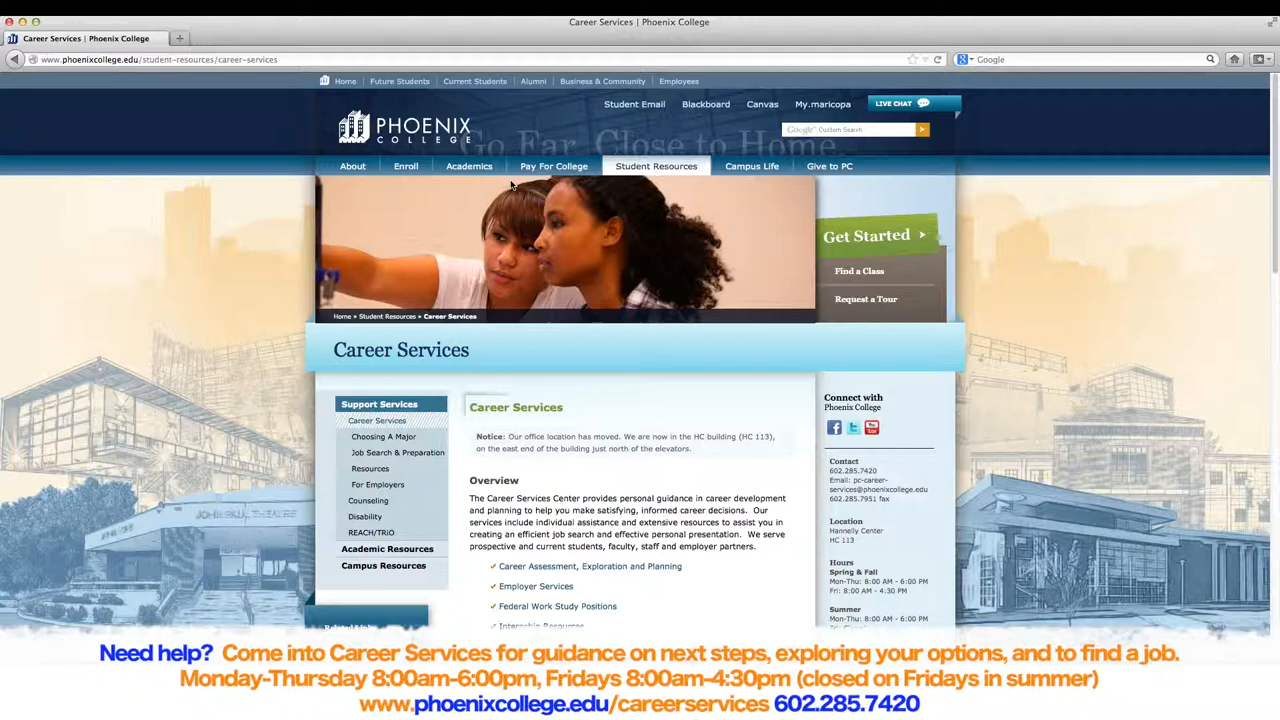 Career Services | Phoenix College
Career Services | Phoenix College
www.phoenixcollege.edu/student-resources/career-services
Google
Home Future Students Current Students Alumni Business & Community Employees
Student Email Blackboard Canvas My.maricopa LIVE CHAT
PHOENIX
COLLEGE
Go Far. Close to Home.
Google Custom Search
About Enroll Academics Pay For College Student Resources Campus Life Give to PC
Get Started
Find a Class
Request a Tour
Home » Student Resources » Career Services
Career Services
Support Services
Career Services
Choosing A Major
Job Search & Preparation
Resources
For Employers
Counseling
Disability
REACH/TRiO
Academic Resources
Campus Resources
Related Links
Career Services
Notice: Our office location has moved. We are now in the HC building (HC 113),
on the east end of the building just north of the elevators.
Overview
The Career Services Center provides personal guidance in career development
and planning to help you make satisfying, informed career decisions. Our
services include individual assistance and extensive resources to assist you in
creating an efficient job search and effective personal presentation. We serve
prospective and current students, faculty, staff and employer partners.
✓ Career Assessment, Exploration and Planning
✓ Employer Services
✓ Federal Work Study Positions
✓ Internship Resources
Connect with
Phoenix College
Contact
602.285.7420
Email: pc-career-
services@phoenixcollege.edu
602.285.7951 fax
Location
Hannelly Center
HC 113
Hours
Spring & Fall
Mon-Thu: 8:00 AM - 6:00 PM
Fri: 8:00 AM - 4:30 PM
Summer
Mon-Thu: 8:00 AM - 6:00 PM
JOHN PAUL THEATRE
Need help? Come into Career Services for guidance on next steps, exploring your options, and to find a job.
Monday-Thursday 8:00am-6:00pm, Fridays 8:00am-4:30pm (closed on Fridays in summer)
www.phoenixcollege.edu/careerservices 602.285.7420